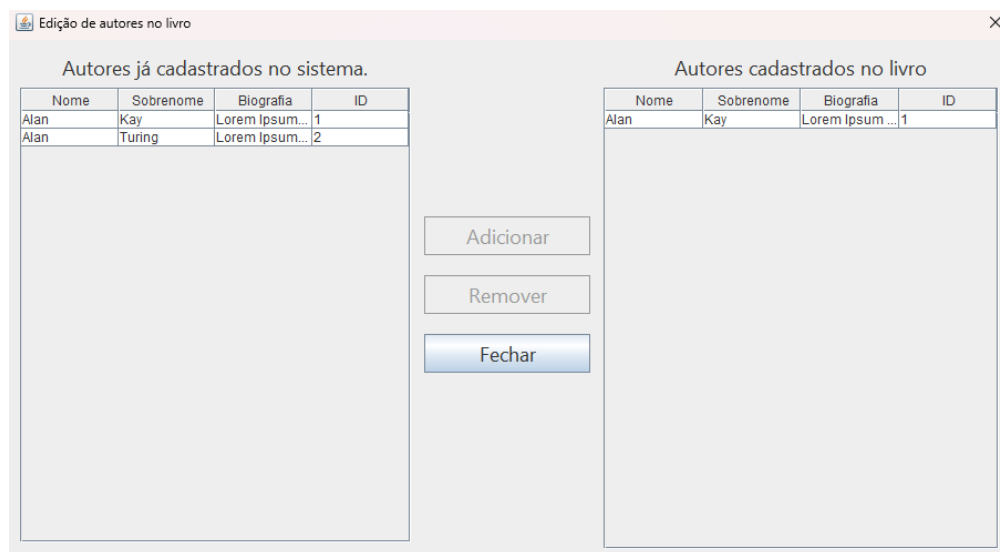 Edição de autores no livro
Autores já cadastrados no sistema.
Nome Sobrenome Biografia ID
Alan Kay Lorem Ipsum... 1
Alan Turing Lorem Ipsum... 2
Adicionar
Remover
Fechar
Autores cadastrados no livro
Nome Sobrenome Biografia ID
Alan Kay Lorem Ipsum ... 1